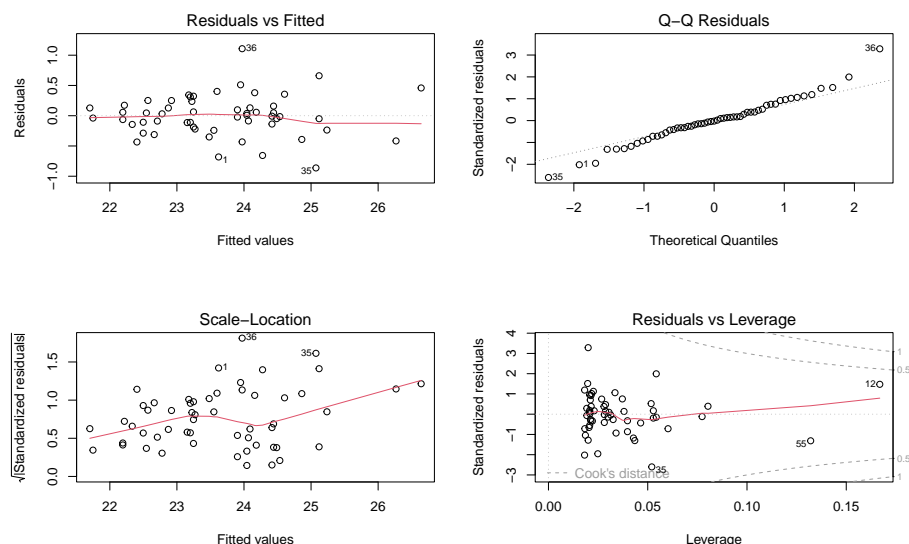 Residuals vs Fitted
Residuals
1.0
0.5
0.0
-1.0
36
1
35
22 23 24 25 26
Fitted values
Q-Q Residuals
Standardized residuals
3
2
1
0
-2
36
1
35
-2 -1 0 1 2
Theoretical Quantiles
Scale-Location
√|Standardized residuals|
1.5
1.0
0.5
0.0
36
35
1
22 23 24 25 26
Fitted values
Residuals vs Leverage
Standardized residuals
4
3
2
1
-1
-3
1
0.5
12
55
35
0.5
1
Cook's distance
0.00 0.05 0.10 0.15
Leverage